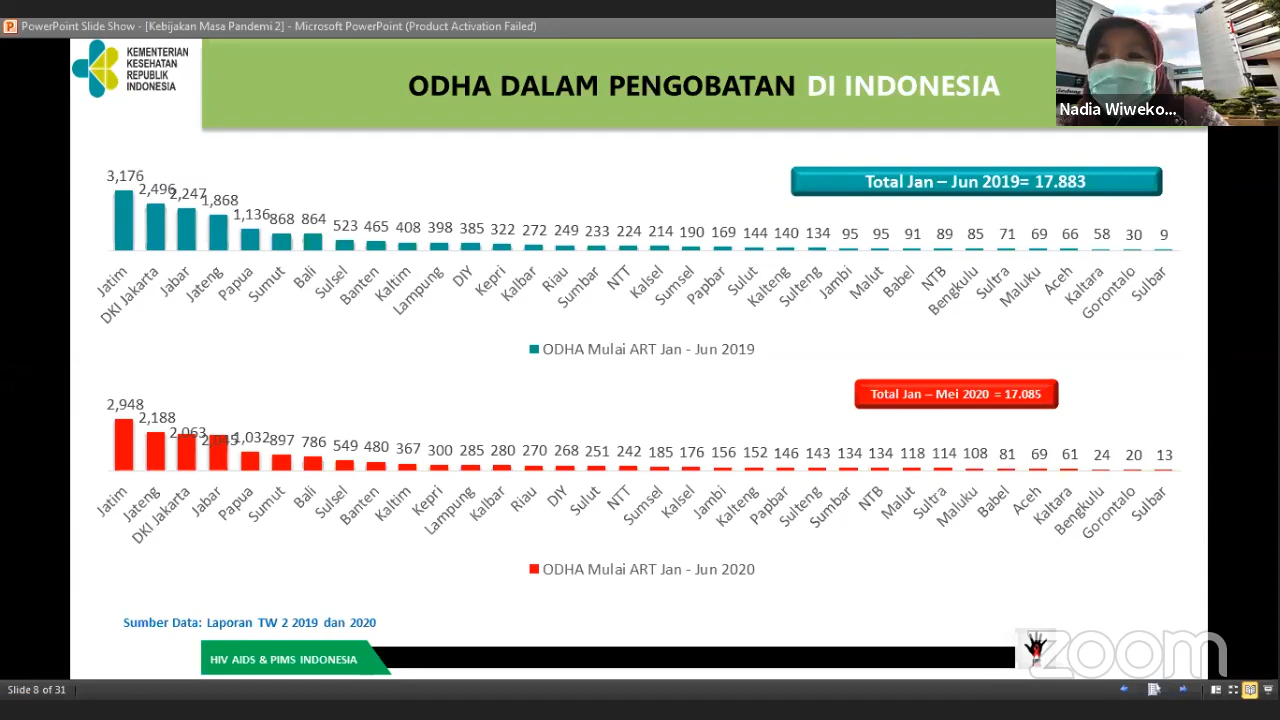 PowerPoint Slide Show - [Kebijakan Masa Pandemi 2] - Microsoft PowerPoint (Product Activation Failed)
KEMENTERIAN
KESEHATAN
REPUBLIK
INDONESIA
ODHA DALAM PENGOBATAN DI INDONESIA
Nadia Wiweko...
Total Jan – Jun 2019= 17.883
3,176 2,496 2,247 1,868 1,136 868 864 523 465 408 398 385 322 272 249 233 224 214 190 169 144 140 134 95 95 91 89 85 71 69 66 58 30 9
Jatim DKI Jakarta Jabar Jateng Papua Sumut Bali Sulsel Banten Kaltim Lampung DIY Kepri Kalbar Riau Sumbar NTT Kalsel Sumsel Papbar Sulut Kalteng Sulteng Jambi Malut Babel NTB Bengkulu Sultra Maluku Aceh Kaltara Gorontalo Sulbar
ODHA Mulai ART Jan - Jun 2019
Total Jan – Mei 2020 = 17.085
2,948 2,188 2,063 2,045 1,032 897 786 549 480 367 300 285 280 270 268 251 242 185 176 156 152 146 143 134 134 118 114 108 81 69 61 24 20 13
Jatim Jateng DKI Jakarta Jabar Papua Sumut Bali Sulsel Banten Kaltim Kepri Lampung Kalbar Riau DIY Sulut NTT Sumsel Kalsel Jambi Kalteng Papbar Sulteng Sumbar NTB Malut Sultra Maluku Babel Aceh Kaltara Bengkulu Gorontalo Sulbar
ODHA Mulai ART Jan - Jun 2020
Sumber Data: Laporan TW 2 2019 dan 2020
HIV AIDS & PIMS INDONESIA
zoom
Slide 8 of 31